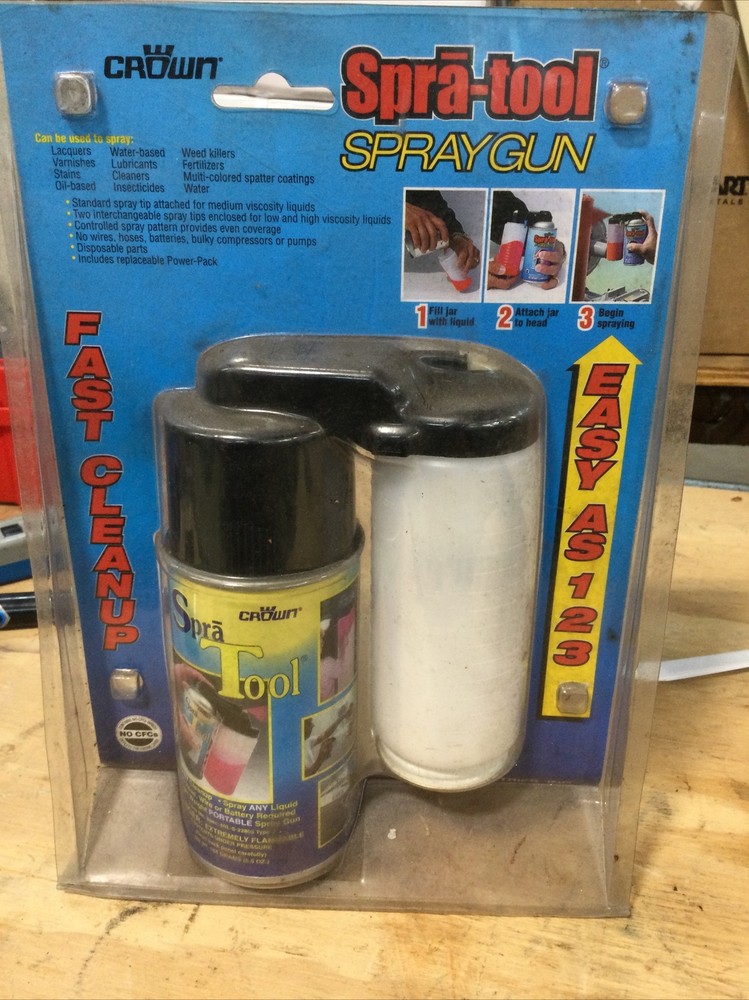 CROWN®
Sprā-tool®
SPRAYGUN
Can be used to spray:
Lacquers Water-based Weed killers
Varnishes Lubricants Fertilizers
Stains Cleaners Multi-colored spatter coatings
Oil-based Insecticides Water
• Standard spray tip attached for medium viscosity liquids
• Two interchangeable spray tips enclosed for low and high viscosity liquids
• Controlled spray pattern provides even coverage
• No wires, hoses, batteries, bulky compressors or pumps
• Disposable parts
• Includes replaceable Power-Pack
1 Fill jar with liquid
2 Attach jar to head
3 Begin spraying
FAST CLEANUP
EASY AS 1 2 3
CROWN®
Sprā
Tool®
• Spray ANY Liquid
Wire or Battery Required
PORTABLE Spray Gun
EXTREMELY FLAMMABLE
UNDER PRESSURE
NO CFCs